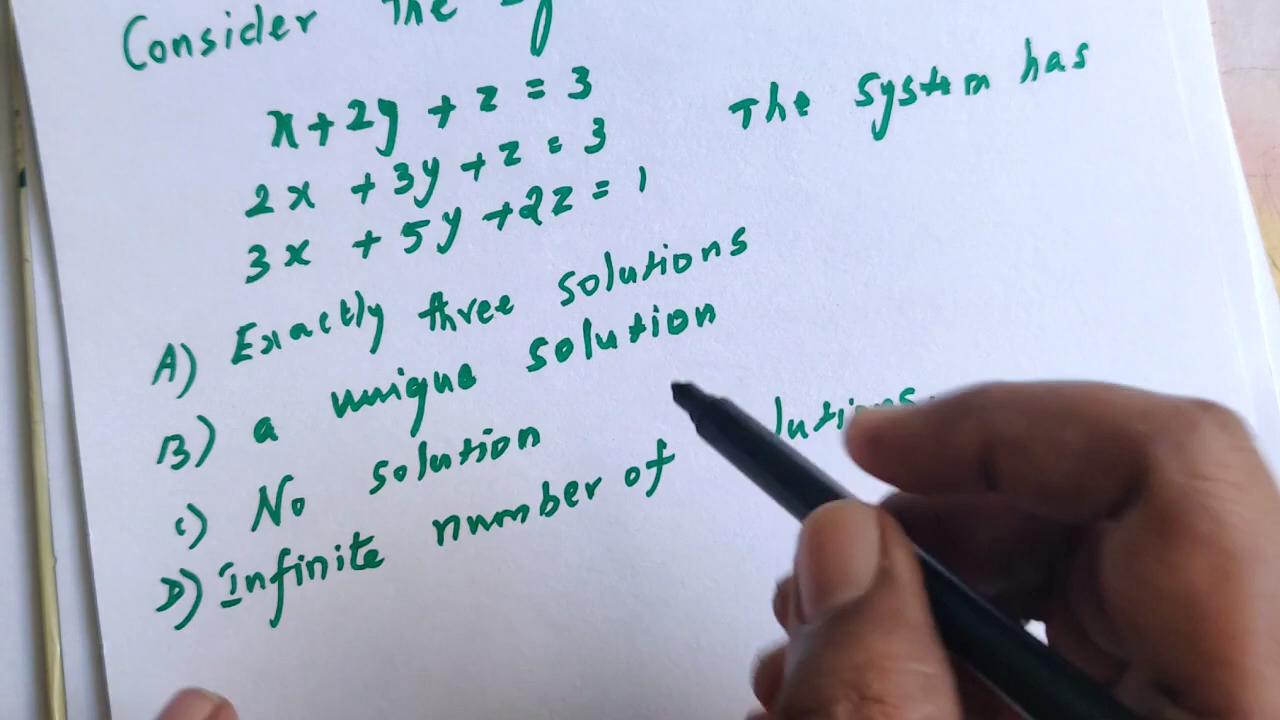 Consider The
x + 2y + z = 3
The system has
2x + 3y + z = 3
3x + 5y + 2z = 1
A) Exactly three solutions
B) a unique solution
C) No solution
D) Infinite number of lutions.